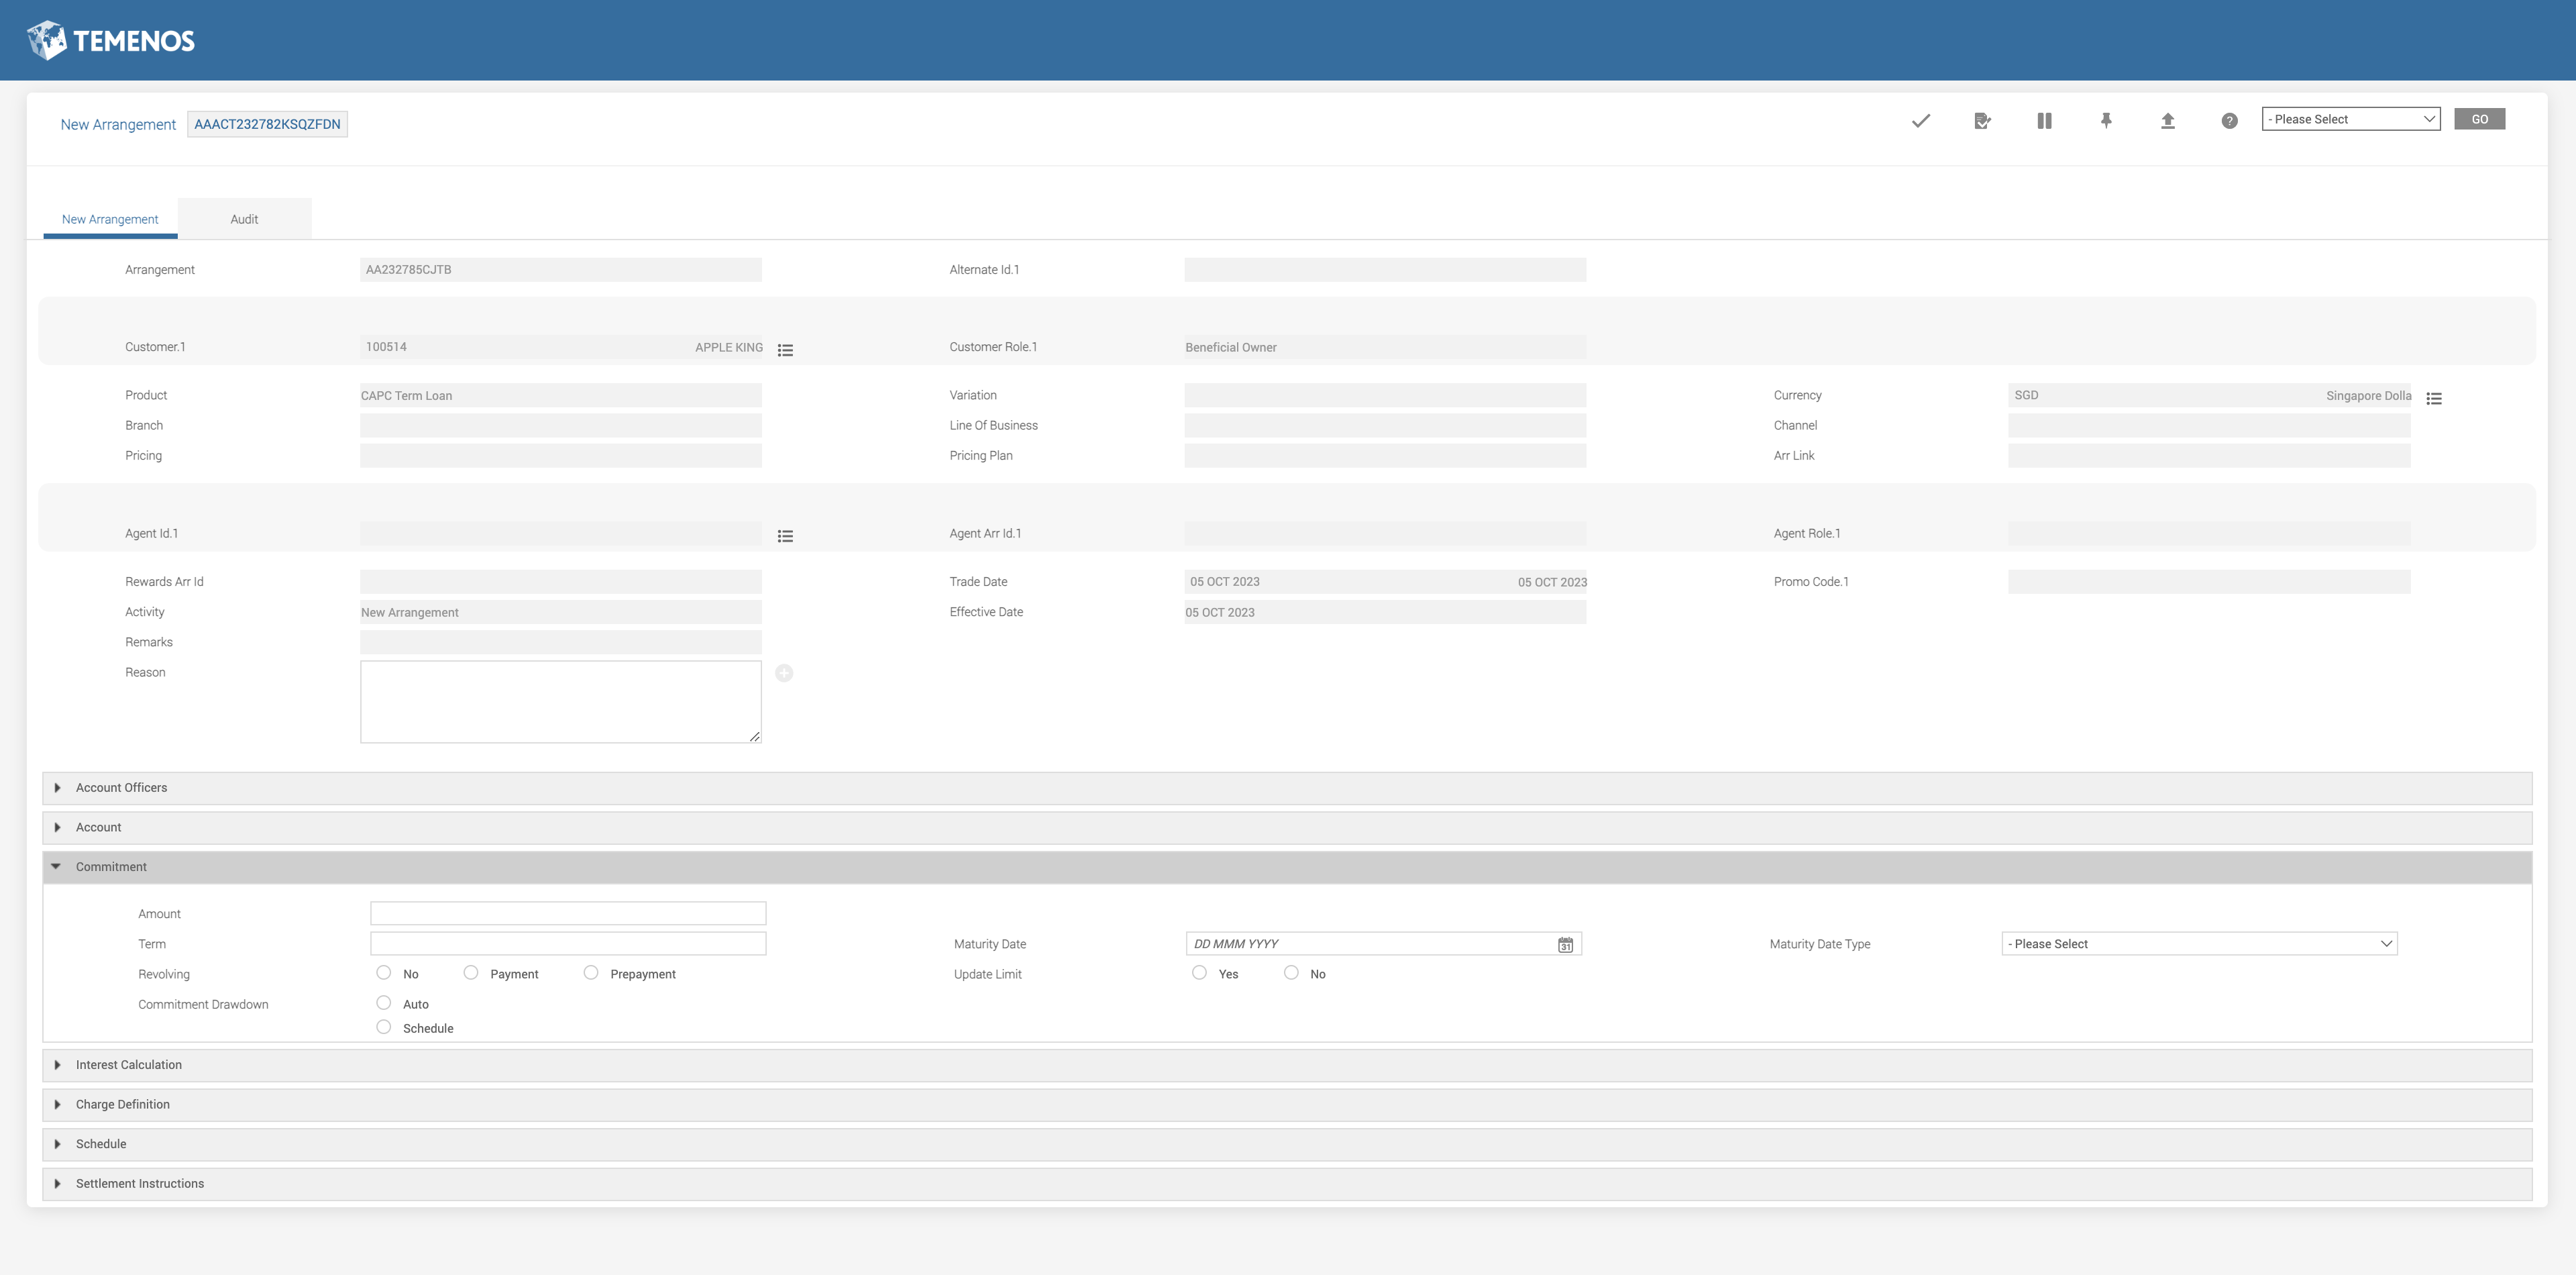 TEMENOS
New Arrangement AAACT232782KSQZFDN - Please Select GO
New Arrangement Audit
Arrangement AA232785CJTB Alternate Id.1
Customer.1 100514 APPLE KING Customer Role.1 Beneficial Owner
Product CAPC Term Loan Variation Currency SGD Singapore Dolla
Branch Line Of Business Channel
Pricing Pricing Plan Arr Link
Agent Id.1 Agent Arr Id.1 Agent Role.1
Rewards Arr Id Trade Date 05 OCT 2023 05 OCT 2023 Promo Code.1
Activity New Arrangement Effective Date 05 OCT 2023
Remarks
Reason
Account Officers
Account
Commitment
Amount
Term Maturity Date DD MMM YYYY 31 Maturity Date Type - Please Select
Revolving No Payment Prepayment Update Limit Yes No
Commitment Drawdown Auto
Schedule
Interest Calculation
Charge Definition
Schedule
Settlement Instructions